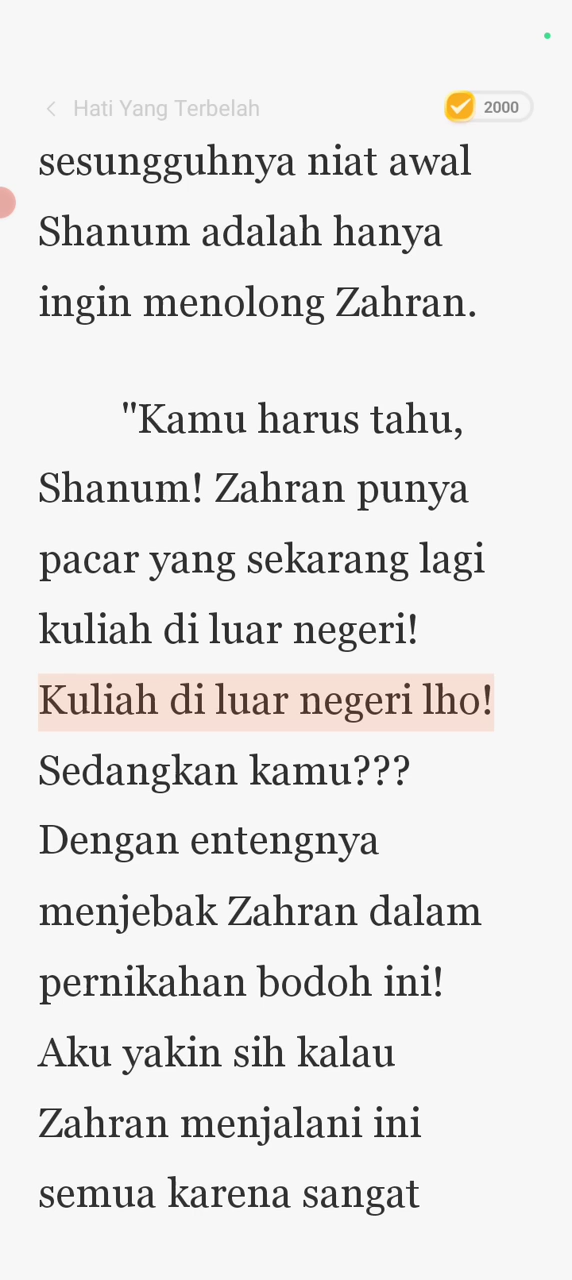 Hati Yang Terbelah
2000
sesungguhnya niat awal
Shanum adalah hanya
ingin menolong Zahran.
"Kamu harus tahu,
Shanum! Zahran punya
pacar yang sekarang lagi
kuliah di luar negeri!
Kuliah di luar negeri lho!
Sedangkan kamu???
Dengan entengnya
menjebak Zahran dalam
pernikahan bodoh ini!
Aku yakin sih kalau
Zahran menjalani ini
semua karena sangat